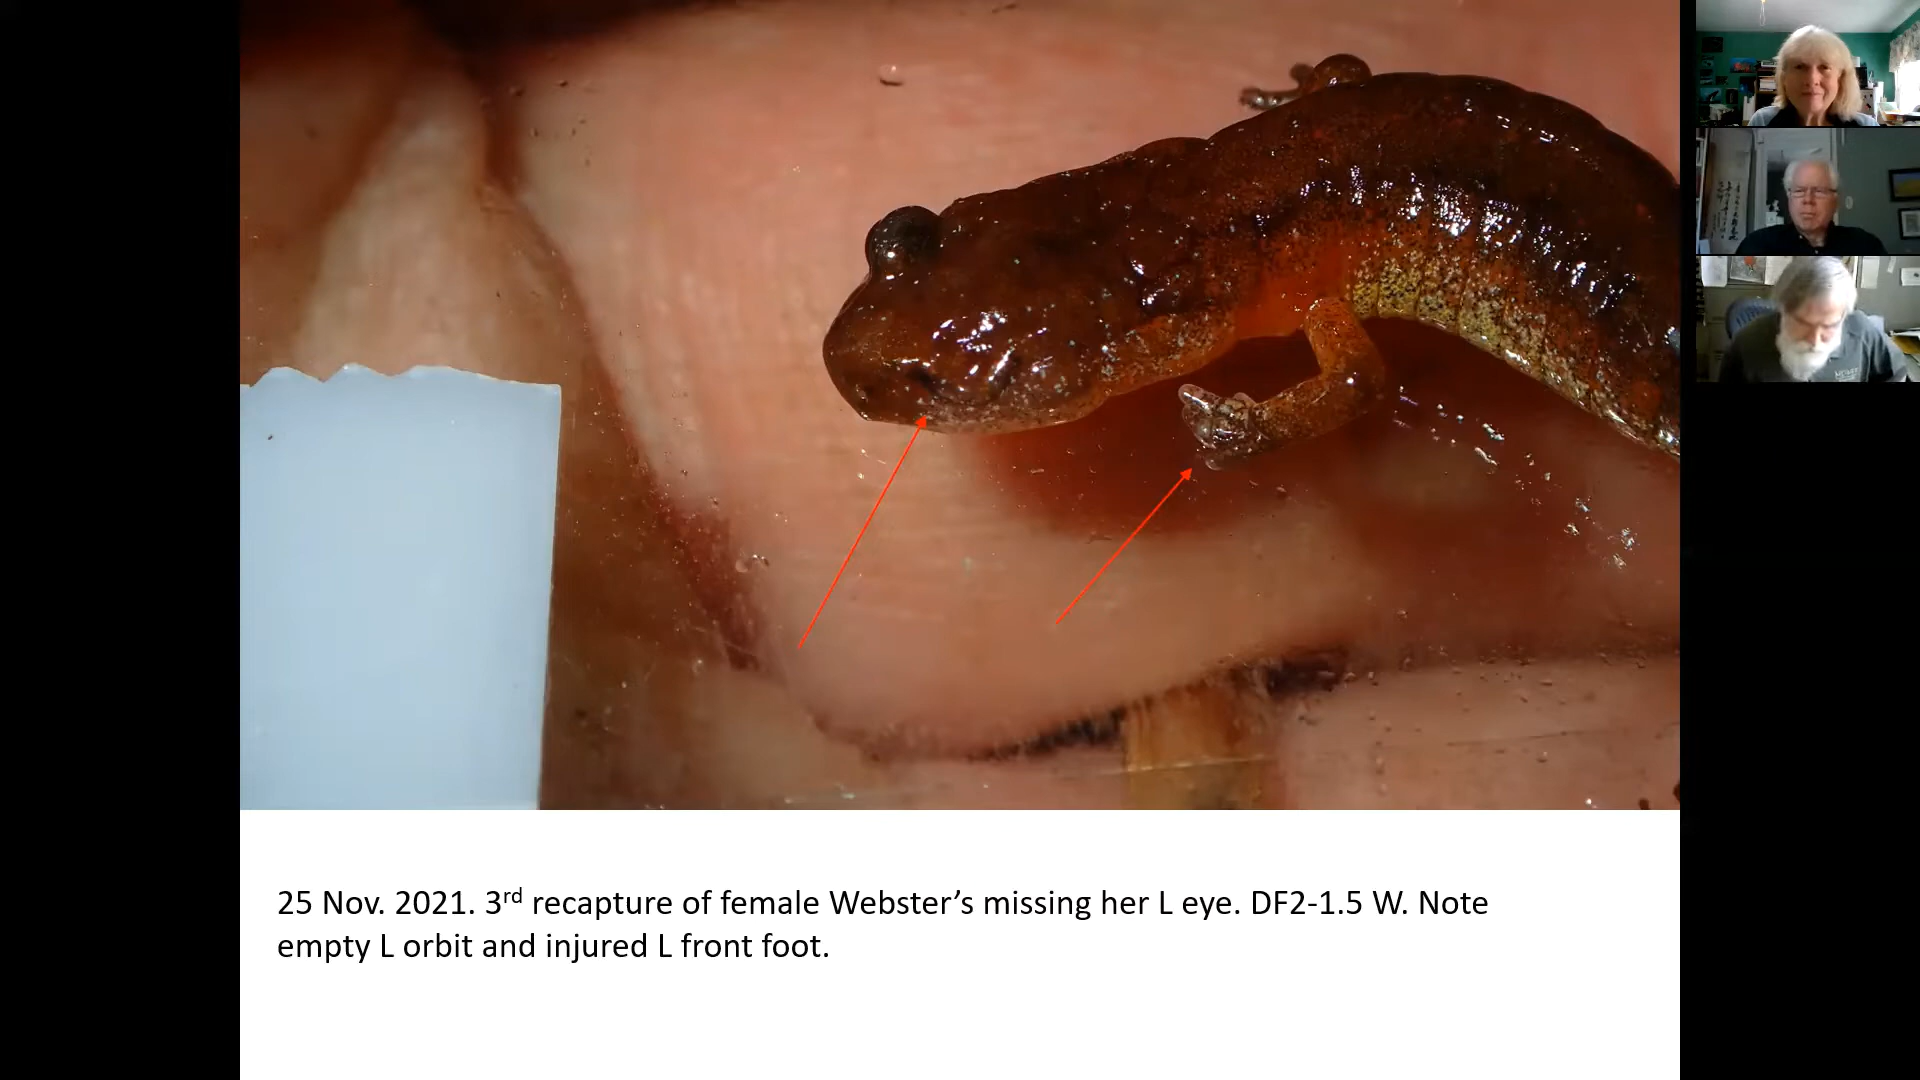 25 Nov. 2021. 3rd recapture of female Webster’s missing her L eye. DF2-1.5 W. Note
empty L orbit and injured L front foot.